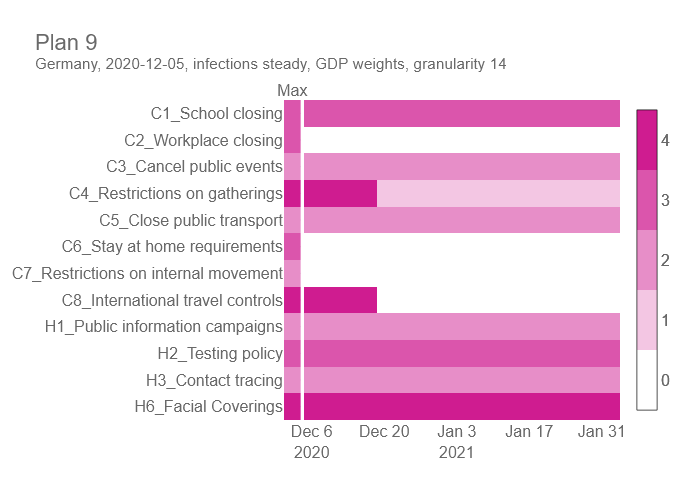 Plan 9
Germany, 2020-12-05, infections steady, GDP weights, granularity 14
Max
C1_School closing
C2_Workplace closing
C3_Cancel public events
C4_Restrictions on gatherings
C5_Close public transport
C6_Stay at home requirements
C7_Restrictions on internal movement
C8_International travel controls
H1_Public information campaigns
H2_Testing policy
H3_Contact tracing
H6_Facial Coverings
4
3
2
1
0
Dec 6 Dec 20 Jan 3 Jan 17 Jan 31
2020 2021